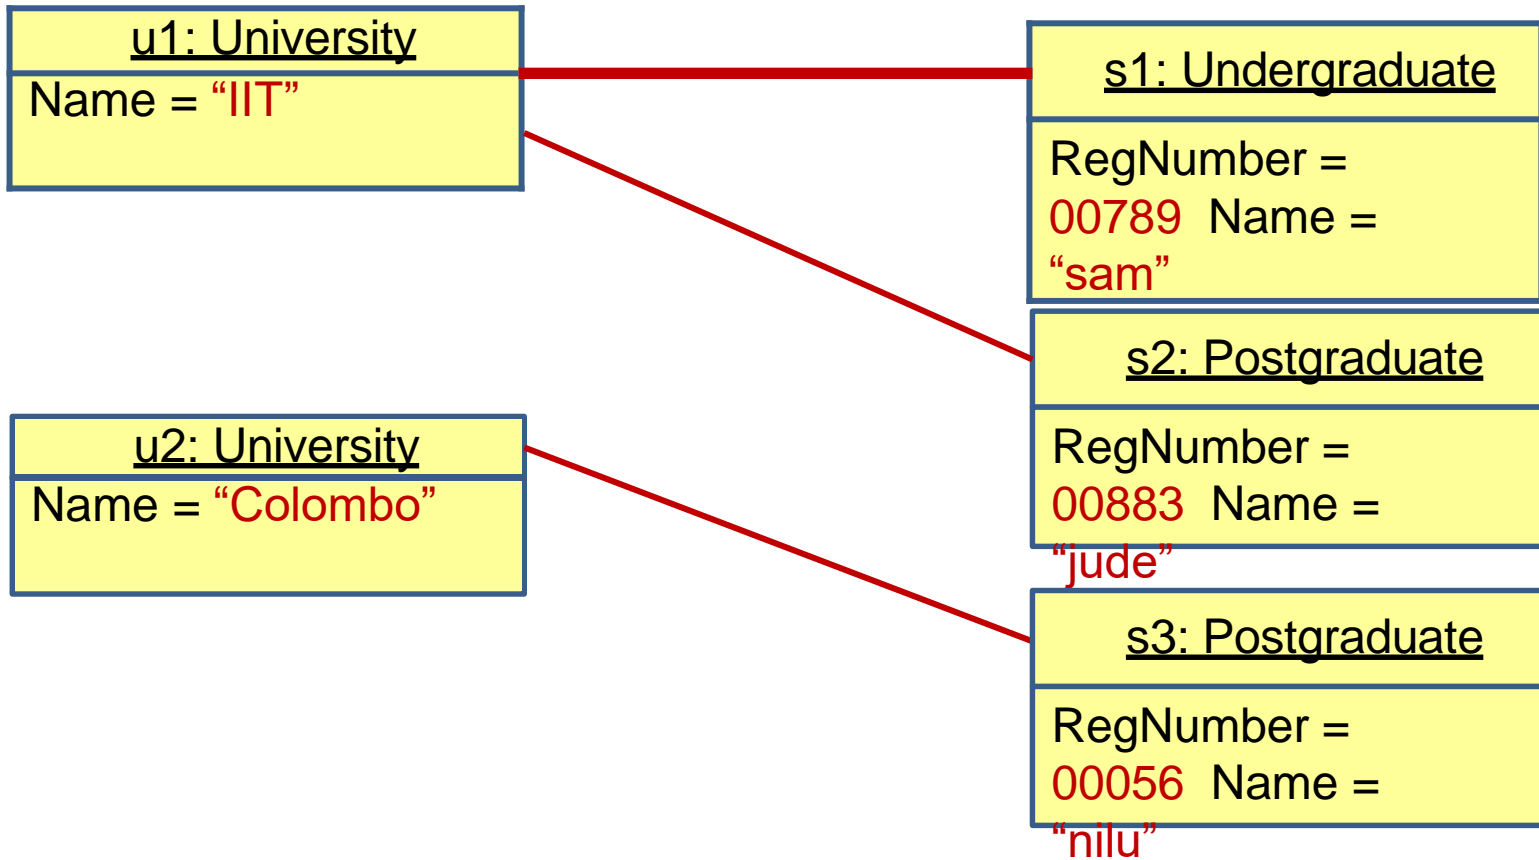 u1: University
Name = “IIT”
s1: Undergraduate
RegNumber =
00789 Name =
“sam”
s2: Postgraduate
RegNumber =
00883 Name =
“jude”
u2: University
Name = “Colombo”
s3: Postgraduate
RegNumber =
00056 Name =
“nilu”